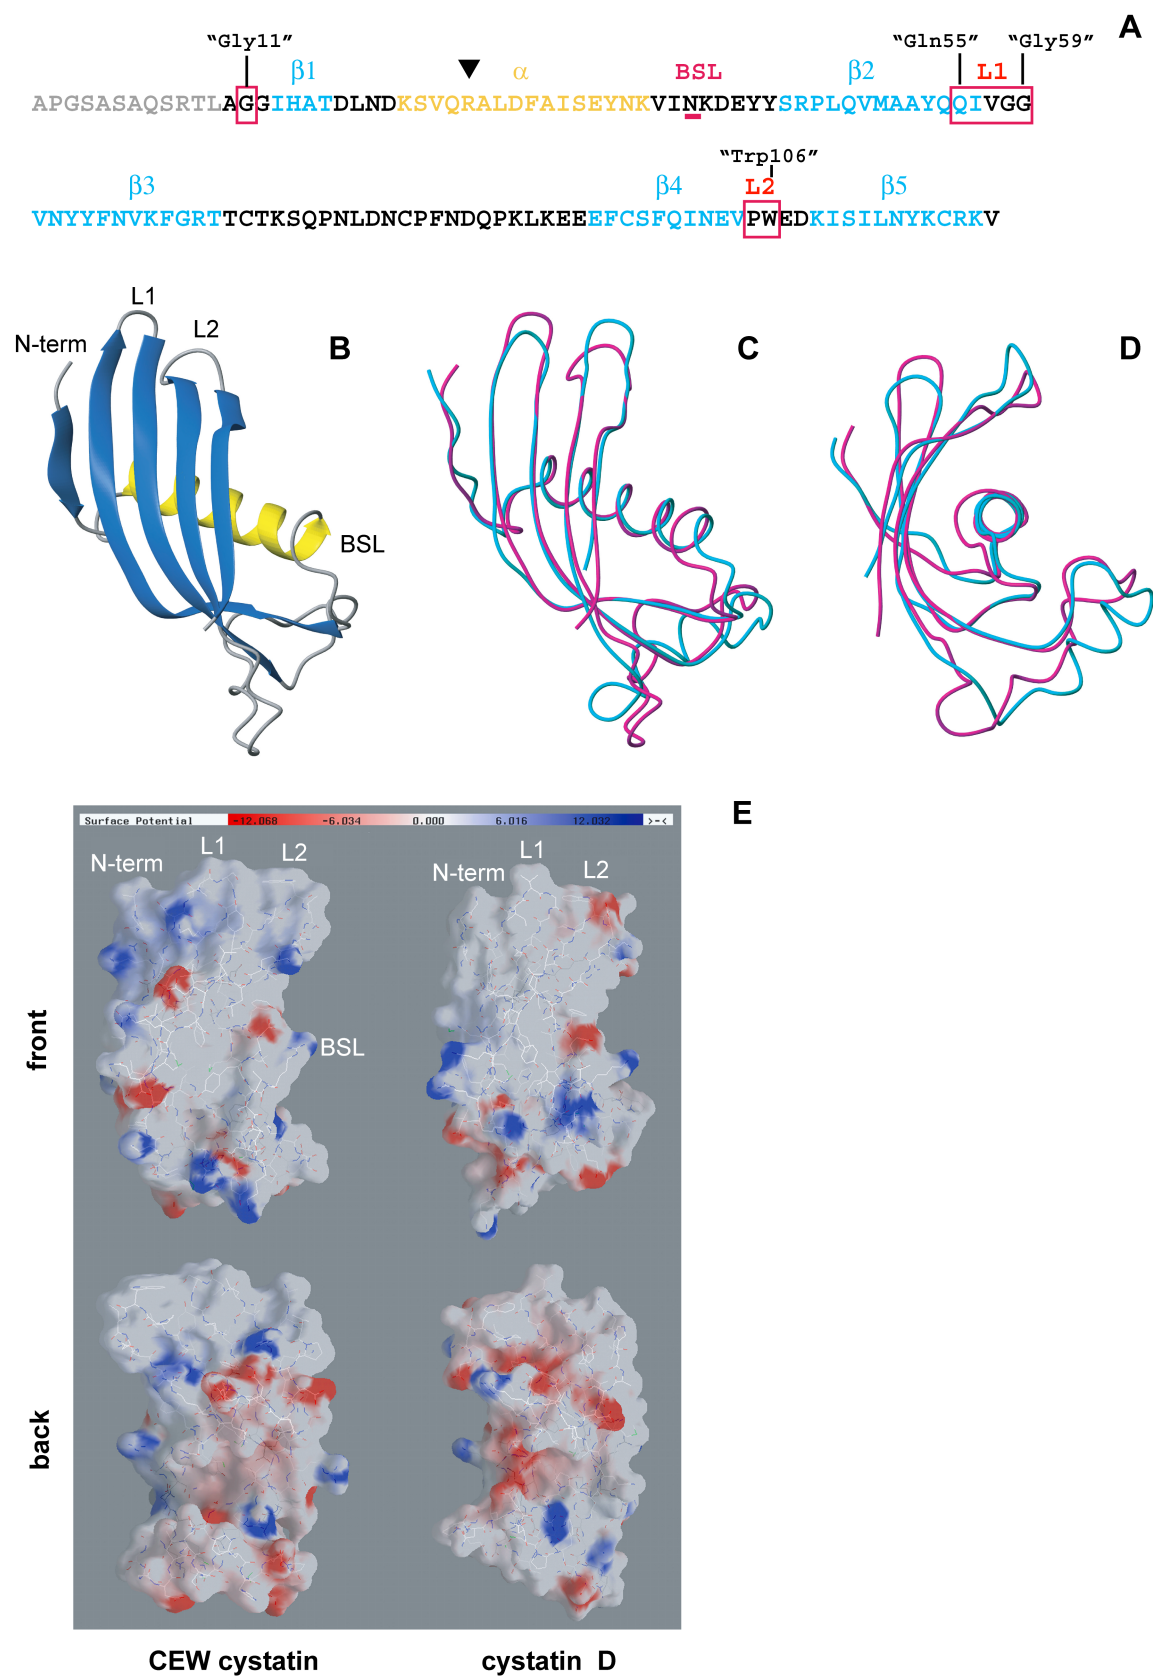 A
“Gly11”
“Gln55” “Gly59”
β1 α BSL β2 L1
APGSASAQSRTLAGGIHATDLNDKSVQRALDFAISEYNKVINKDEYYSRPLQVMAAYQQIVGG
“Trp106”
β3 β4 L2 β5
VNYYFNVKFGRTTCTKSQPNLDNCPFNDQPKLKEEEFCSFQINEVPWEDKISILNYKCRKV
L1
N-term L2 B C D
BSL
E
Surface Potential -12.068 -6.034 0.000 6.016 12.032 >-<
N-term L1 L2
N-term L1 L2
front
BSL
back
CEW cystatin cystatin D